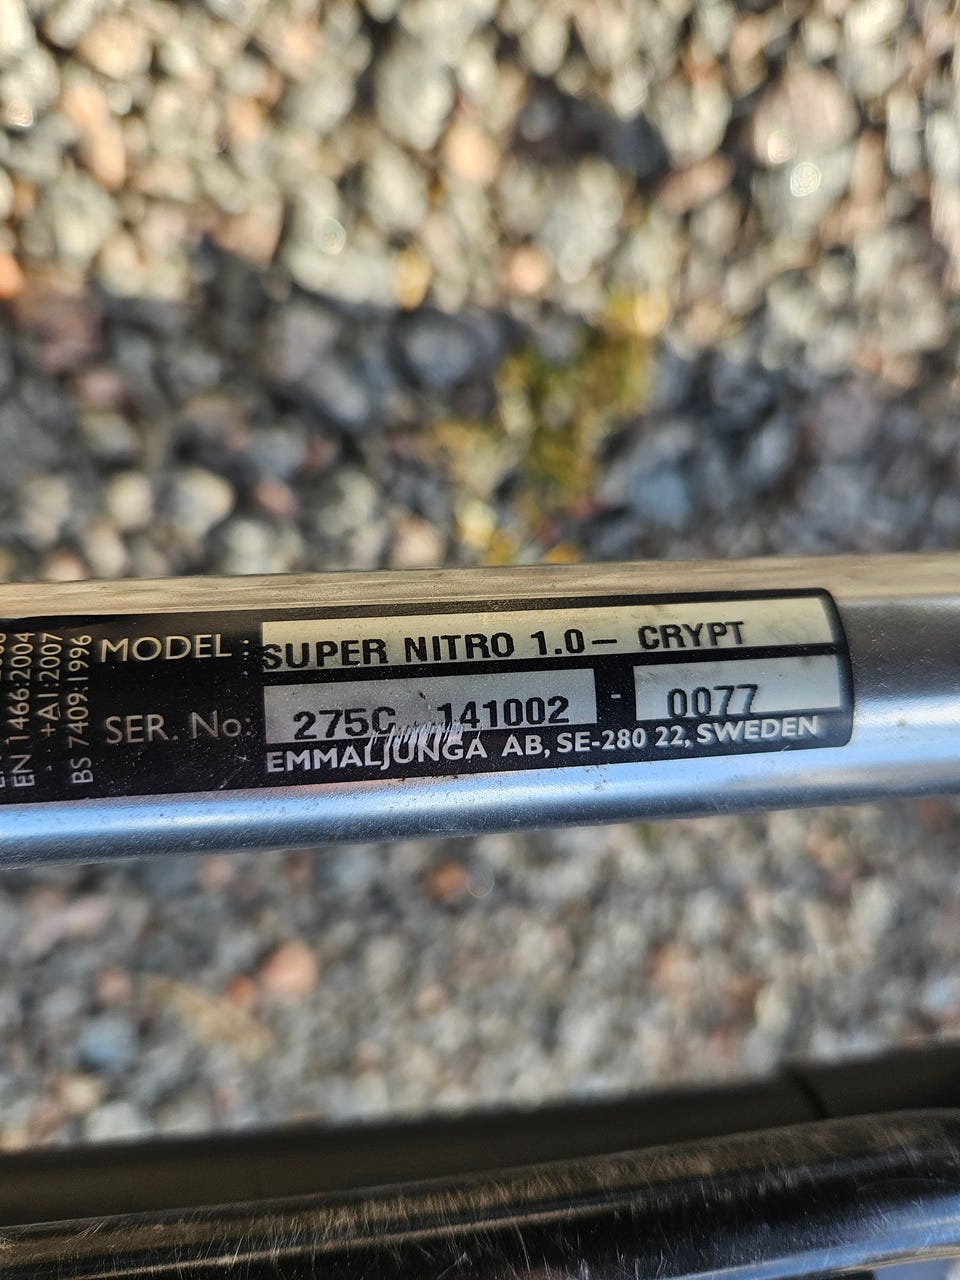 EN 1466:2004
+A1:2007
BS 7409:1996
MODEL : SUPER NITRO 1.0 – CRYPT
SER. No: 275C 141002 - 0077
EMMALJUNGA AB, SE-280 22, SWEDEN